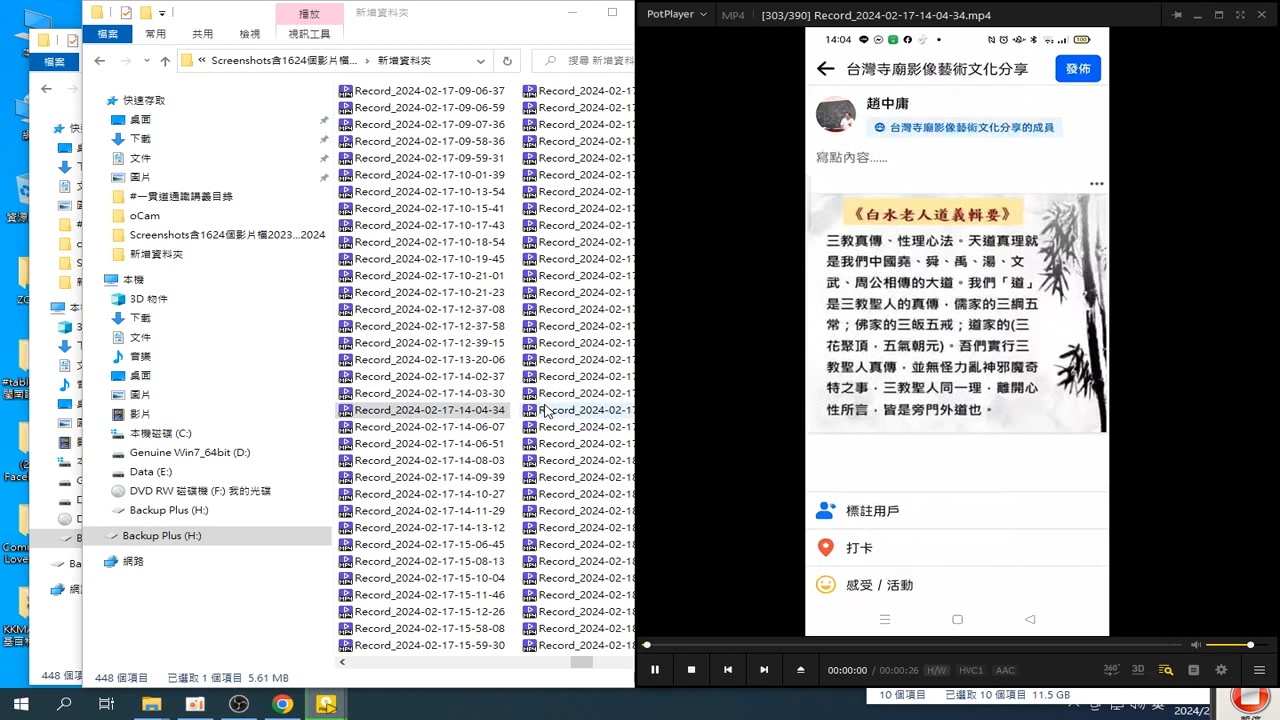 播放
新增資料夾
檔案
常用
共用
檢視
視訊工具
Screenshots含1624個影片檔...
新增資料夾
快速存取
桌面
下載
文件
圖片
#一貫道通識講義目錄
oCam
Screenshots含1624個影片檔2023...2024
新增資料夾
本機
3D 物件
下載
文件
音樂
桌面
圖片
影片
本機磁碟 (C:)
Genuine Win7_64bit (D:)
Data (E:)
DVD RW 磁碟機 (F:) 我的光碟
Backup Plus (H:)
Backup Plus (H:)
網路
Record_2024-02-17-09-06-37
Record_2024-02-17-09-06-59
Record_2024-02-17-09-07-36
Record_2024-02-17-09-58-36
Record_2024-02-17-09-59-31
Record_2024-02-17-10-01-39
Record_2024-02-17-10-13-54
Record_2024-02-17-10-15-41
Record_2024-02-17-10-17-43
Record_2024-02-17-10-18-54
Record_2024-02-17-10-19-45
Record_2024-02-17-10-21-01
Record_2024-02-17-10-21-23
Record_2024-02-17-12-37-08
Record_2024-02-17-12-37-58
Record_2024-02-17-12-39-15
Record_2024-02-17-13-20-06
Record_2024-02-17-14-02-37
Record_2024-02-17-14-03-30
Record_2024-02-17-14-04-34
Record_2024-02-17-14-06-07
Record_2024-02-17-14-06-51
Record_2024-02-17-14-08-03
Record_2024-02-17-14-09-39
Record_2024-02-17-14-10-27
Record_2024-02-17-14-11-29
Record_2024-02-17-14-13-12
Record_2024-02-17-15-06-45
Record_2024-02-17-15-08-13
Record_2024-02-17-15-10-04
Record_2024-02-17-15-11-46
Record_2024-02-17-15-12-26
Record_2024-02-17-15-58-08
Record_2024-02-17-15-59-30
448 個項目
已選取 1 個項目 5.61 MB
PotPlayer
MP4
[303/390] Record_2024-02-17-14-04-34.mp4
14:04
100
台灣寺廟影像藝術文化分享
發佈
趙中庸
台灣寺廟影像藝術文化分享的成員
寫點內容......
《白水老人道義輯要》
三教真傳、性理心法。天道真理就
是我們中國堯、舜、禹、湯、文
武、周公相傳的大道。我們「道」
是三教聖人的真傳,儒家的三綱五
常;佛家的三皈五戒;道家的(三
花聚頂,五氣朝元)。吾們實行三
教聖人真傳,並無怪力亂神邪魔奇
特之事,三教聖人同一理,離開心
性所言,皆是旁門外道也。
標註用戶
打卡
感受 / 活動
00:00:00 / 00:00:26
H/W
HVC1
AAC
360°
3D
10 個項目
已選取 10 個項目 11.5 GB